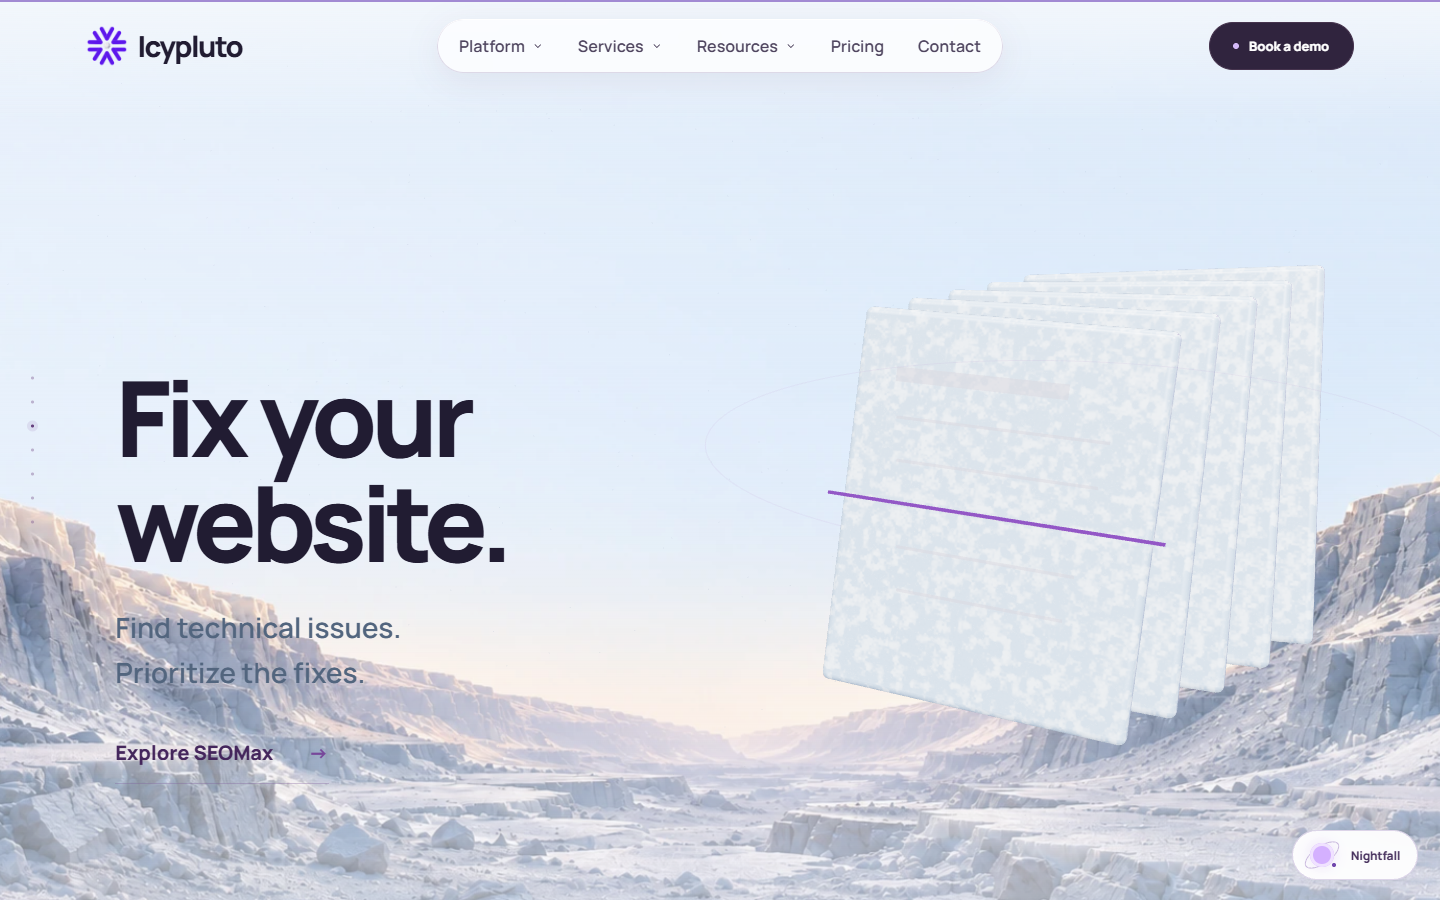 Icypluto
Platform
Services
Resources
Pricing
Contact
Book a demo
Fix your
website.
Find technical issues.
Prioritize the fixes.
Explore SEOMax →
Nightfall